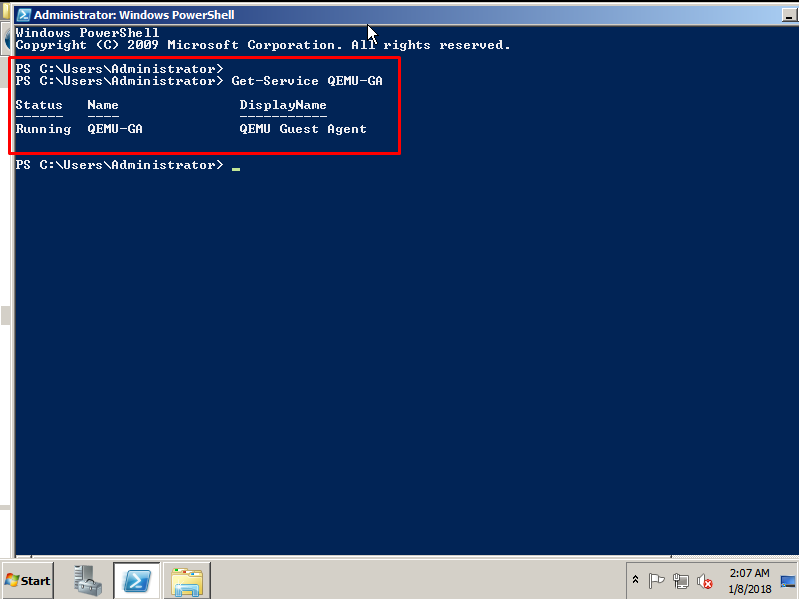 Administrator: Windows PowerShell
Windows PowerShell
Copyright (C) 2009 Microsoft Corporation. All rights reserved.
PS C:\Users\Administrator>
PS C:\Users\Administrator> Get-Service QEMU-GA
Status Name DisplayName
------ ---- -----------
Running QEMU-GA QEMU Guest Agent
PS C:\Users\Administrator> _
Start
2:07 AM
1/8/2018